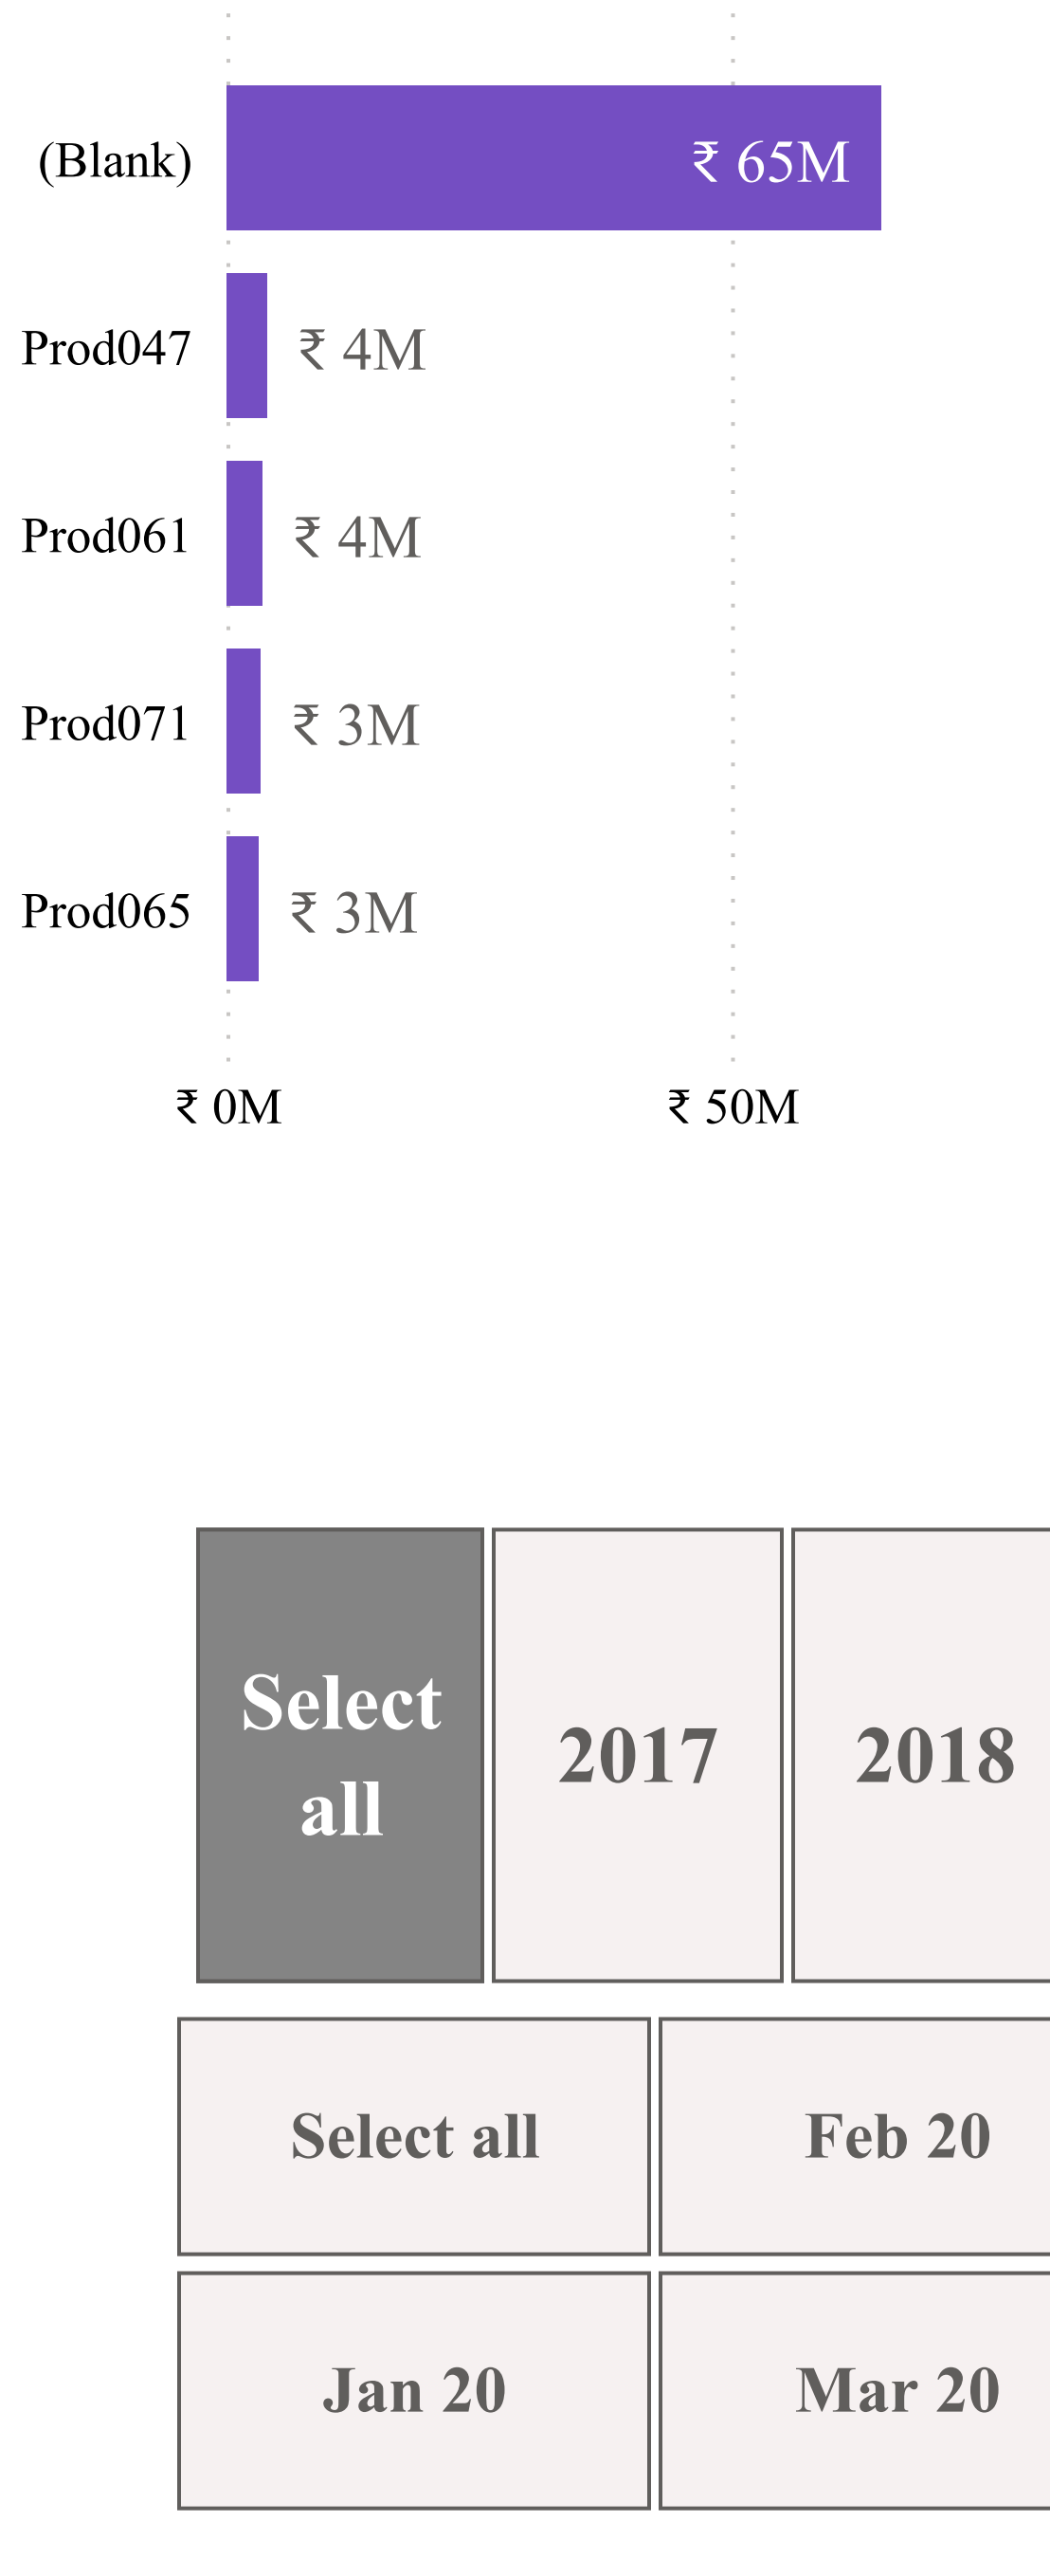 (Blank) ₹ 65M
Prod047 ₹ 4M
Prod061 ₹ 4M
Prod071 ₹ 3M
Prod065 ₹ 3M
₹ 0M ₹ 50M
Select
all
2017
2018
Select all
Feb 20
Jan 20
Mar 20